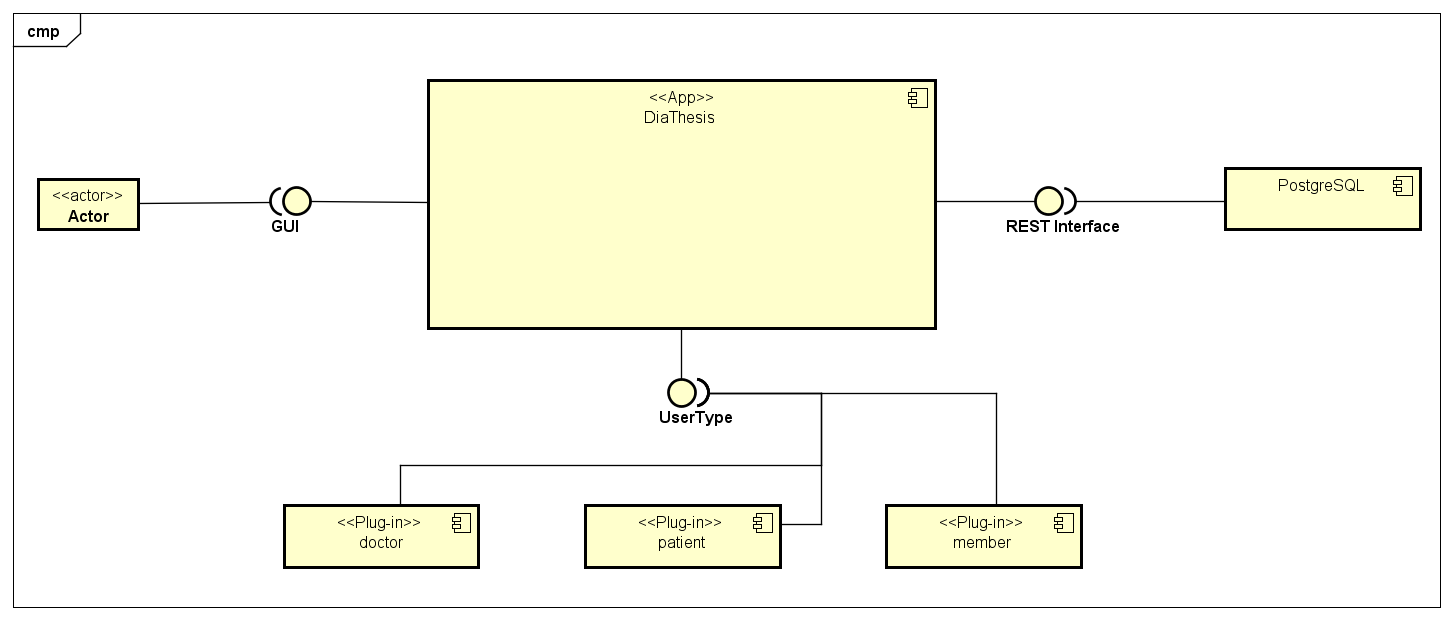 cmp
<<App>>
DiaThesis
<<actor>>
Actor
GUI
REST Interface
PostgreSQL
UserType
<<Plug-in>>
doctor
<<Plug-in>>
patient
<<Plug-in>>
member